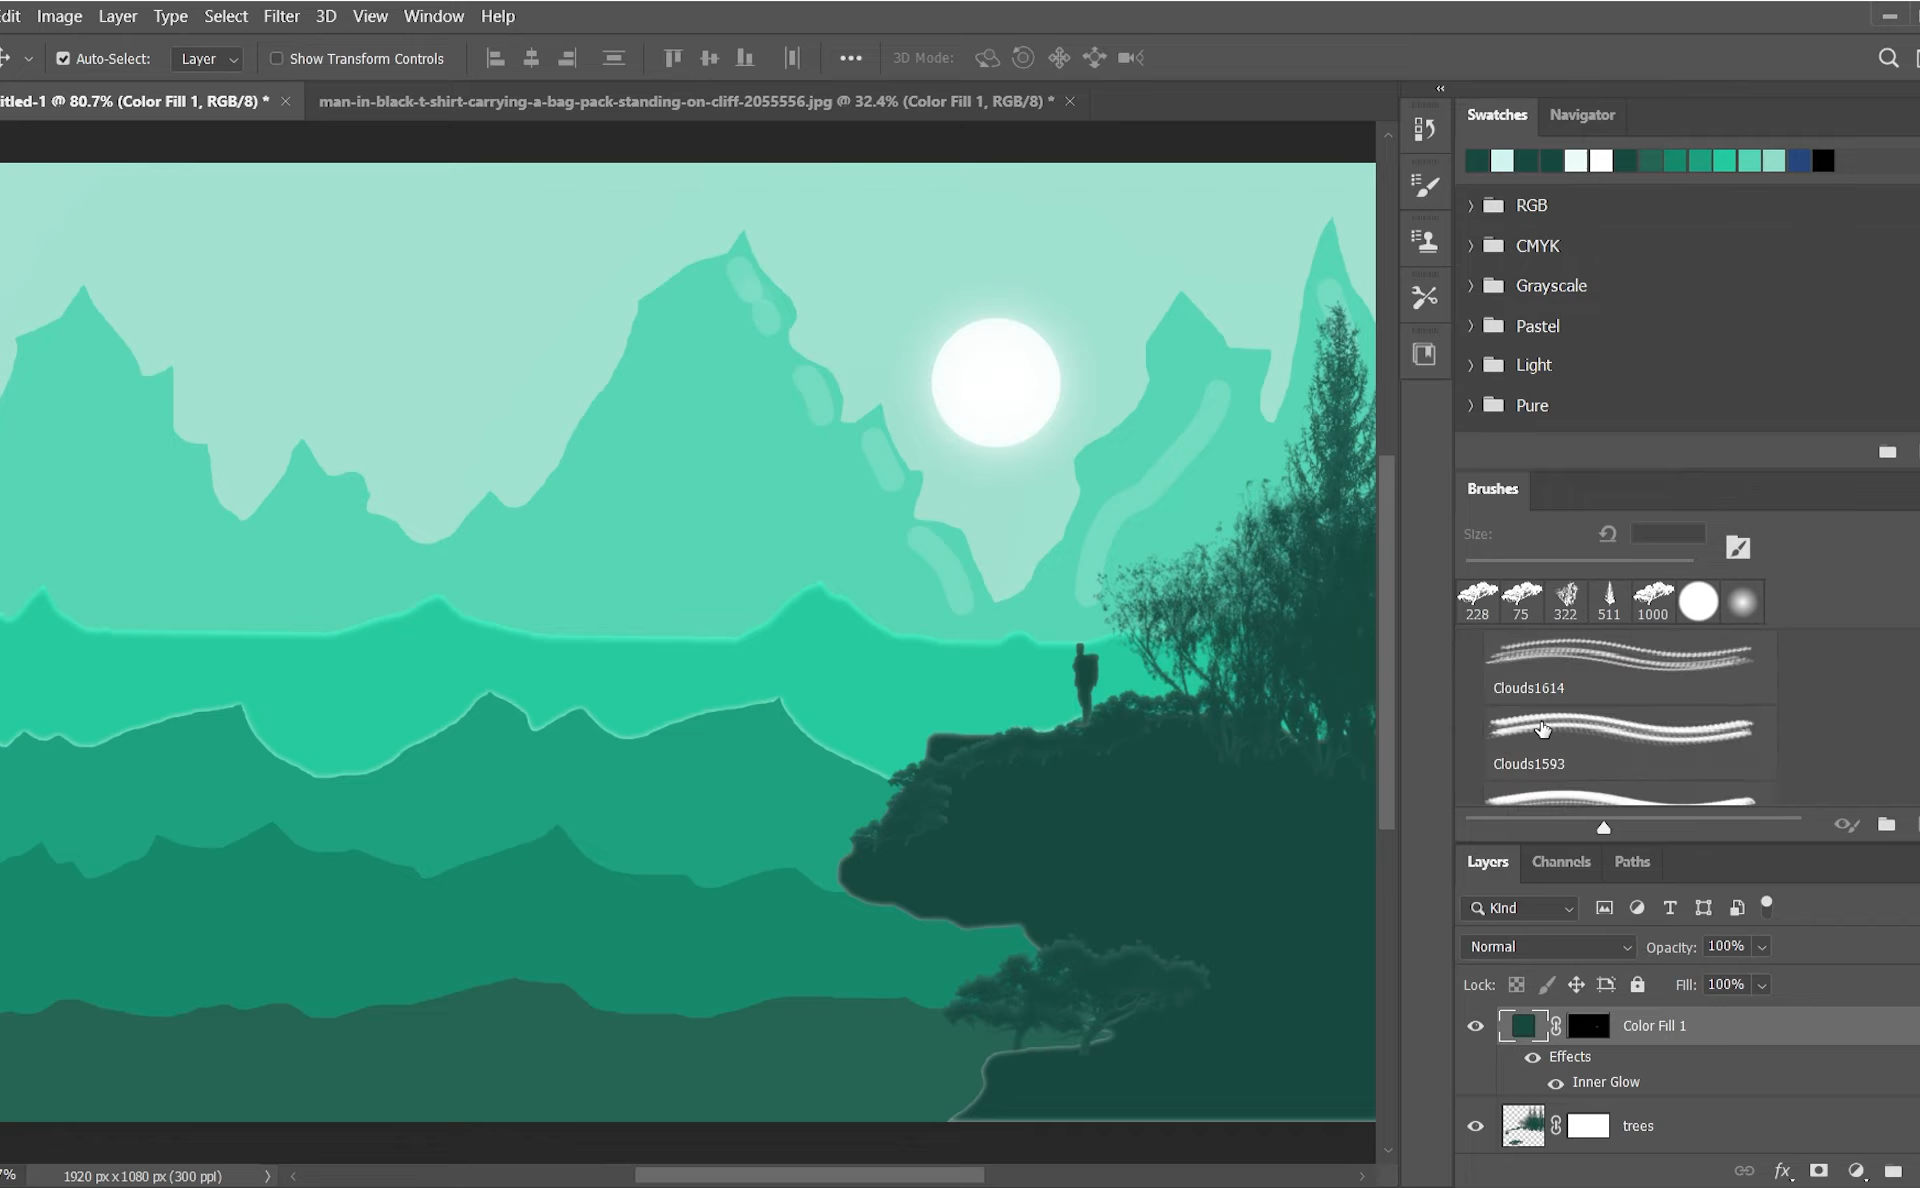 dit Image Layer Type Select Filter 3D View Window Help
Auto-Select: Layer Show Transform Controls 3D Mode:
itled-1 @ 80.7% (Color Fill 1, RGB/8) * × man-in-black-t-shirt-carrying-a-bag-pack-standing-on-cliff-2055556.jpg @ 32.4% (Color Fill 1, RGB/8) * ×
Swatches Navigator
RGB
CMYK
Grayscale
Pastel
Light
Pure
Brushes
Size:
228 75 322 511 1000
Clouds1614
Clouds1593
Layers Channels Paths
Kind
Normal Opacity: 100%
Lock: Fill: 100%
Color Fill 1
Effects
Inner Glow
trees
fx
7% 1920 px x 1080 px (300 ppi)